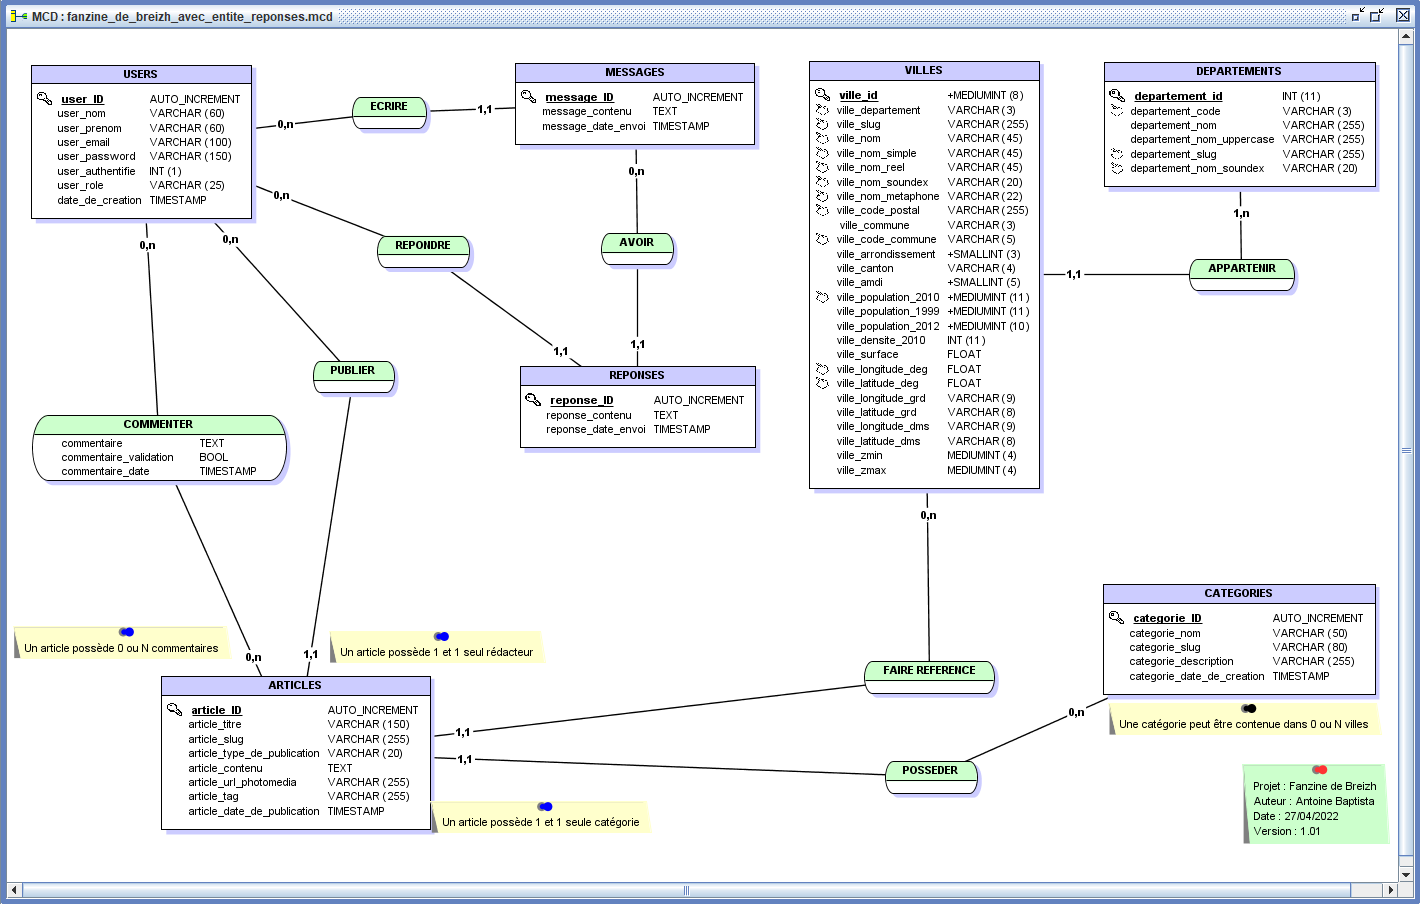 MCD : fanzine_de_breizh_avec_entite_reponses.mcd
USERS
user_ID AUTO_INCREMENT
user_nom VARCHAR (60)
user_prenom VARCHAR (60)
user_email VARCHAR (100)
user_password VARCHAR (150)
user_authentifie INT (1)
user_role VARCHAR (25)
date_de_creation TIMESTAMP
0,n
ECRIRE
1,1
MESSAGES
message_ID AUTO_INCREMENT
message_contenu TEXT
message_date_envoi TIMESTAMP
0,n
AVOIR
1,1
0,n
REPONDRE
1,1
REPONSES
reponse_ID AUTO_INCREMENT
reponse_contenu TEXT
reponse_date_envoi TIMESTAMP
0,n
0,n
PUBLIER
COMMENTER
commentaire TEXT
commentaire_validation BOOL
commentaire_date TIMESTAMP
VILLES
ville_id +MEDIUMINT (8)
ville_departement VARCHAR (3)
ville_slug VARCHAR (255)
ville_nom VARCHAR (45)
ville_nom_simple VARCHAR (45)
ville_nom_reel VARCHAR (45)
ville_nom_soundex VARCHAR (20)
ville_nom_metaphone VARCHAR (22)
ville_code_postal VARCHAR (255)
ville_commune VARCHAR (3)
ville_code_commune VARCHAR (5)
ville_arrondissement +SMALLINT (3)
ville_canton VARCHAR (4)
ville_amdi +SMALLINT (5)
ville_population_2010 +MEDIUMINT (11)
ville_population_1999 +MEDIUMINT (11)
ville_population_2012 +MEDIUMINT (10)
ville_densite_2010 INT (11)
ville_surface FLOAT
ville_longitude_deg FLOAT
ville_latitude_deg FLOAT
ville_longitude_grd VARCHAR (9)
ville_latitude_grd VARCHAR (8)
ville_longitude_dms VARCHAR (9)
ville_latitude_dms VARCHAR (8)
ville_zmin MEDIUMINT (4)
ville_zmax MEDIUMINT (4)
DEPARTEMENTS
departement_id INT (11)
departement_code VARCHAR (3)
departement_nom VARCHAR (255)
departement_nom_uppercase VARCHAR (255)
departement_slug VARCHAR (255)
departement_nom_soundex VARCHAR (20)
1,n
APPARTENIR
1,1
0,n
FAIRE REFERENCE
1,1
CATEGORIES
categorie_ID AUTO_INCREMENT
categorie_nom VARCHAR (50)
categorie_slug VARCHAR (80)
categorie_description VARCHAR (255)
categorie_date_de_creation TIMESTAMP
0,n
Une catégorie peut être contenue dans 0 ou N villes
POSSEDER
1,1
Un article possède 0 ou N commentaires
0,n
1,1
Un article possède 1 et 1 seul rédacteur
ARTICLES
article_ID AUTO_INCREMENT
article_titre VARCHAR (150)
article_slug VARCHAR (255)
article_type_de_publication VARCHAR (20)
article_contenu TEXT
article_url_photomedia VARCHAR (255)
article_tag VARCHAR (255)
article_date_de_publication TIMESTAMP
Un article possède 1 et 1 seule catégorie
Projet : Fanzine de Breizh
Auteur : Antoine Baptista
Date : 27/04/2022
Version : 1.01